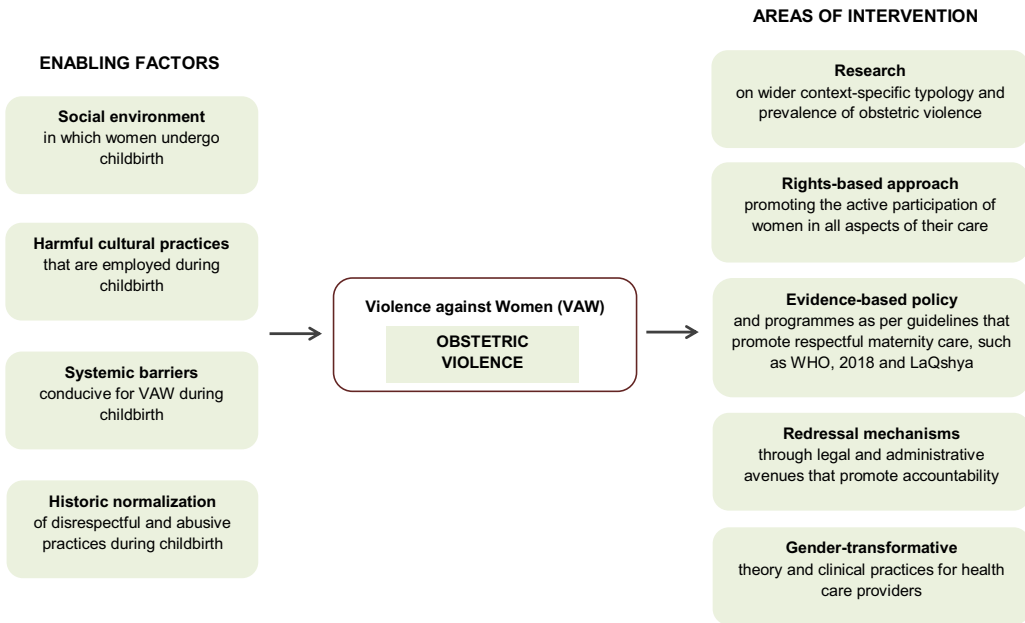 ENABLING FACTORS
Social environment
in which women undergo
childbirth
Harmful cultural practices
that are employed during
childbirth
Systemic barriers
conducive for VAW during
childbirth
Historic normalization
of disrespectful and abusive
practices during childbirth
Violence against Women (VAW)
OBSTETRIC
VIOLENCE
AREAS OF INTERVENTION
Research
on wider context-specific typology and
prevalence of obstetric violence
Rights-based approach
promoting the active participation of
women in all aspects of their care
Evidence-based policy
and programmes as per guidelines that
promote respectful maternity care, such
as WHO, 2018 and LaQshya
Redressal mechanisms
through legal and administrative
avenues that promote accountability
Gender-transformative
theory and clinical practices for health
care providers